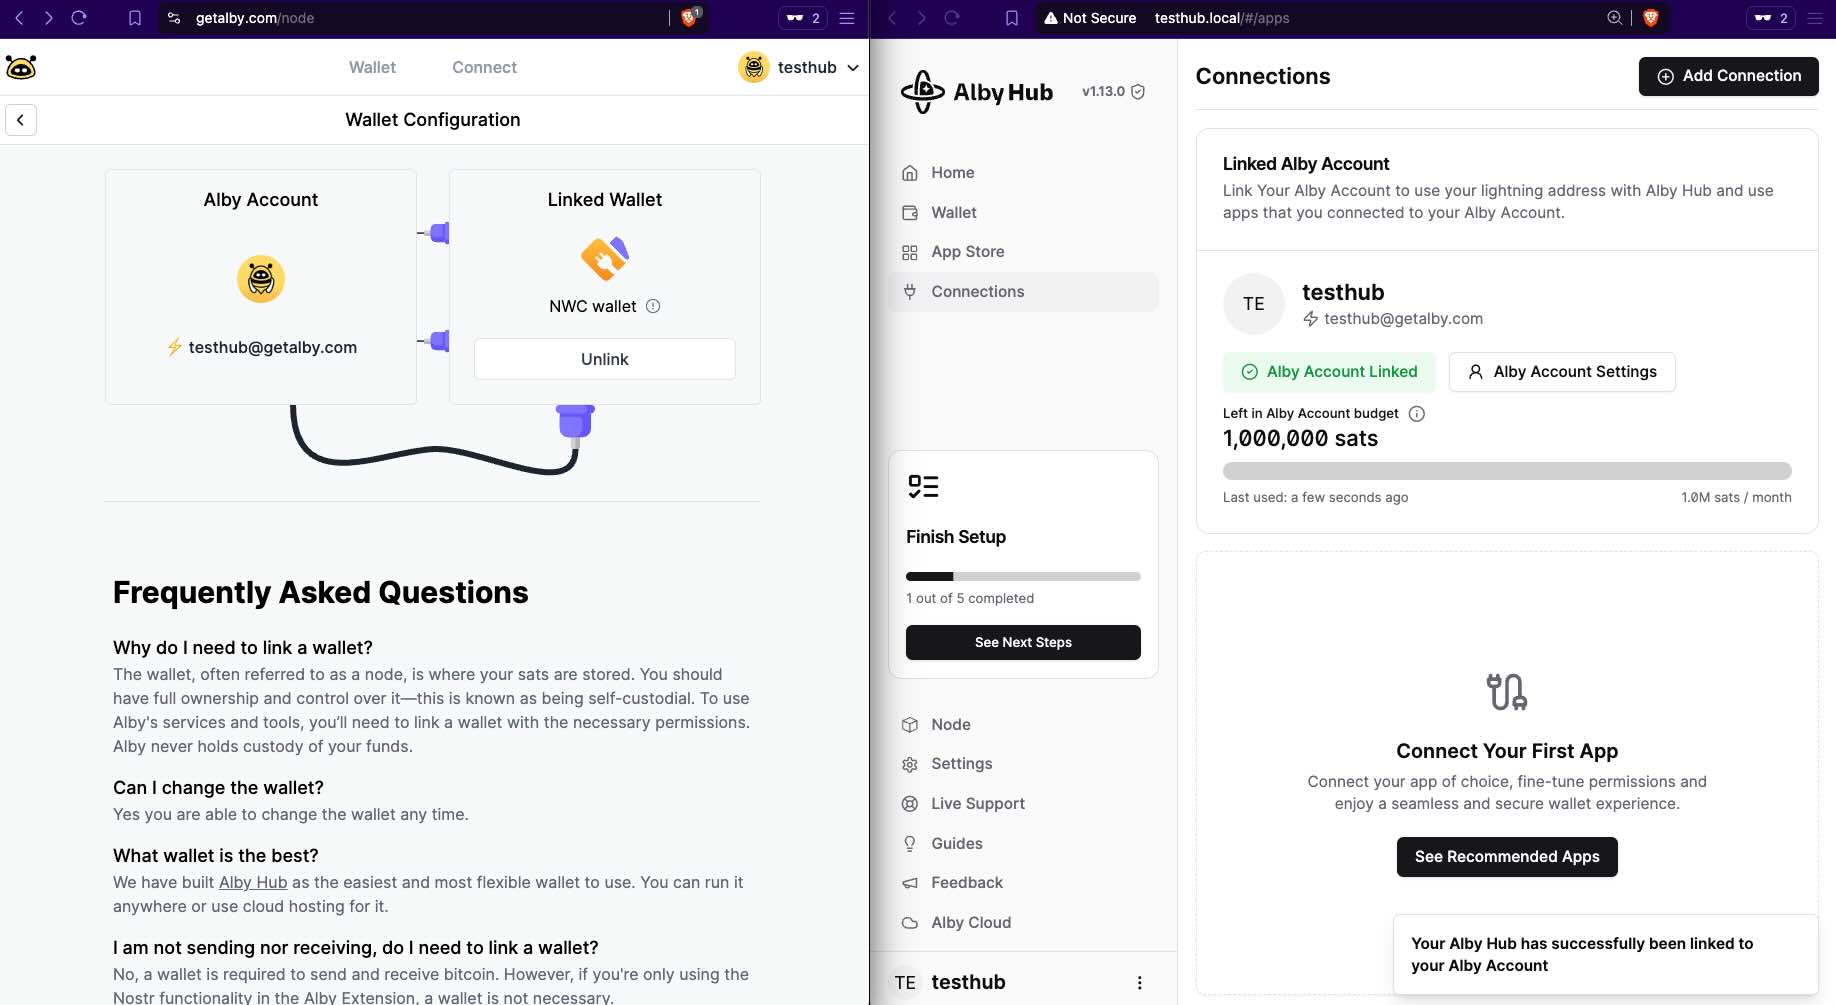 getalby.com/node
1
2
Wallet
Connect
testhub
Wallet Configuration
Alby Account
testhub@getalby.com
Linked Wallet
NWC wallet
Unlink
Frequently Asked Questions
Why do I need to link a wallet?
The wallet, often referred to as a node, is where your sats are stored. You should
have full ownership and control over it—this is known as being self-custodial. To use
Alby's services and tools, you’ll need to link a wallet with the necessary permissions.
Alby never holds custody of your funds.
Can I change the wallet?
Yes you are able to change the wallet any time.
What wallet is the best?
We have built Alby Hub as the easiest and most flexible wallet to use. You can run it
anywhere or use cloud hosting for it.
I am not sending nor receiving, do I need to link a wallet?
No, a wallet is required to send and receive bitcoin. However, if you're only using the
Nostr functionality in the Alby Extension, a wallet is not necessary.
Not Secure
testhub.local/#/apps
2
Alby Hub
v1.13.0
Home
Wallet
App Store
Connections
Finish Setup
1 out of 5 completed
See Next Steps
Node
Settings
Live Support
Guides
Feedback
Alby Cloud
TE
testhub
Connections
Add Connection
Linked Alby Account
Link Your Alby Account to use your lightning address with Alby Hub and use
apps that you connected to your Alby Account.
TE
testhub
testhub@getalby.com
Alby Account Linked
Alby Account Settings
Left in Alby Account budget
1,000,000 sats
Last used: a few seconds ago
1.0M sats / month
Connect Your First App
Connect your app of choice, fine-tune permissions and
enjoy a seamless and secure wallet experience.
See Recommended Apps
Your Alby Hub has successfully been linked to
your Alby Account